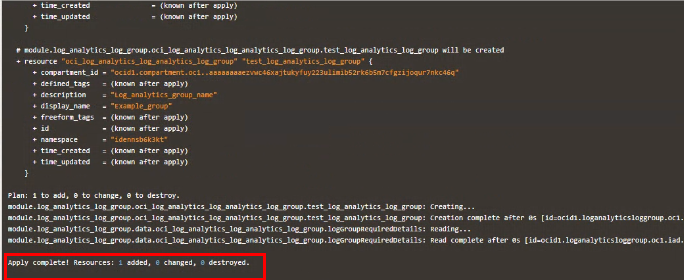 + time_created = (known after apply)
+ time_updated = (known after apply)
}
# module.log_analytics_log_group.oci_log_analytics_log_analytics_log_group.test_log_analytics_log_group will be created
+ resource "oci_log_analytics_log_analytics_log_group" "test_log_analytics_log_group" {
+ compartment_id = "ocid1.compartment.oc1..aaaaaaaaezvwc46xajtukyfuy223ulimib52rk6b5m7cfgzijoqur7nkc46q"
+ defined_tags = (known after apply)
+ description = "Log_analytics_group_name"
+ display_name = "Example_group"
+ freeform_tags = (known after apply)
+ id = (known after apply)
+ namespace = "idennsb6k3kt"
+ time_created = (known after apply)
+ time_updated = (known after apply)
}
Plan: 1 to add, 0 to change, 0 to destroy.
module.log_analytics_log_group.oci_log_analytics_log_analytics_log_group.test_log_analytics_log_group: Creating...
module.log_analytics_log_group.oci_log_analytics_log_analytics_log_group.test_log_analytics_log_group: Creation complete after 0s [id=ocid1.loganalyticsloggroup.oc1.
module.log_analytics_log_group.data.oci_log_analytics_log_analytics_log_group.logGroupRequiredDetails: Reading...
module.log_analytics_log_group.data.oci_log_analytics_log_analytics_log_group.logGroupRequiredDetails: Read complete after 0s [id=ocid1.loganalyticsloggroup.oc1.iad.
Apply complete! Resources: 1 added, 0 changed, 0 destroyed.